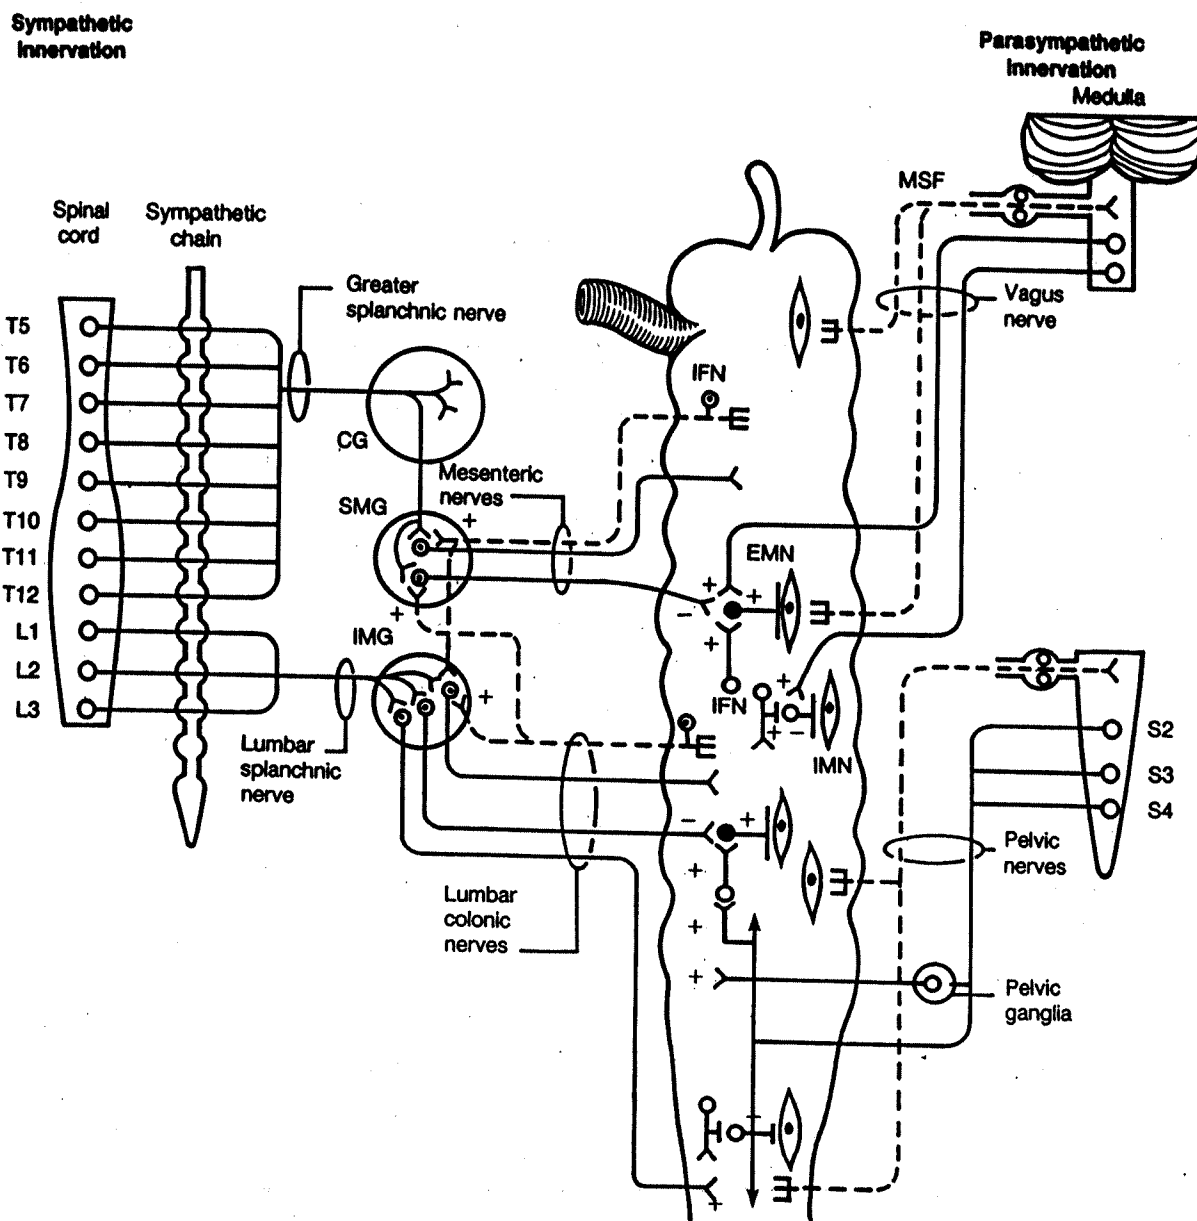 Sympathetic
Innervation
Parasympathetic
Innervation
Medulla
MSF
Spinal
cord
Sympathetic
chain
Greater
splanchnic nerve
Vagus
nerve
T5
T6
T7
T8
T9
T10
T11
T12
L1
L2
L3
IFN
CG
Mesenteric
nerves
SMG
+
EMN
+
+
-
+
+
IMG
+
IFN
+
+
-
IMN
S2
S3
S4
Lumbar
splanchnic
nerve
-
+
+
Pelvic
nerves
Lumbar
colonic
nerves
+
+
Pelvic
ganglia
+
+